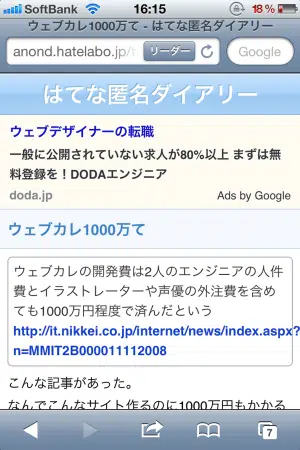 SoftBank 16:15 18%
ウェブカレ1000万て - はてな匿名ダイアリー
anond.hatelabo.jp/ リーダー Google
はてな匿名ダイアリー
ウェブデザイナーの転職
一般に公開されていない求人が80%以上 まずは無
料登録を！DODAエンジニア
doda.jp Ads by Google
ウェブカレ1000万て
ウェブカレの開発費は2人のエンジニアの人件
費とイラストレーターや声優の外注費を含め
ても1000万円程度で済んだという
http://it.nikkei.co.jp/internet/news/index.aspx?
n=MMIT2B000011112008
こんな記事があった。
なんでこんなサイト作るのに1000万円もかかる
7